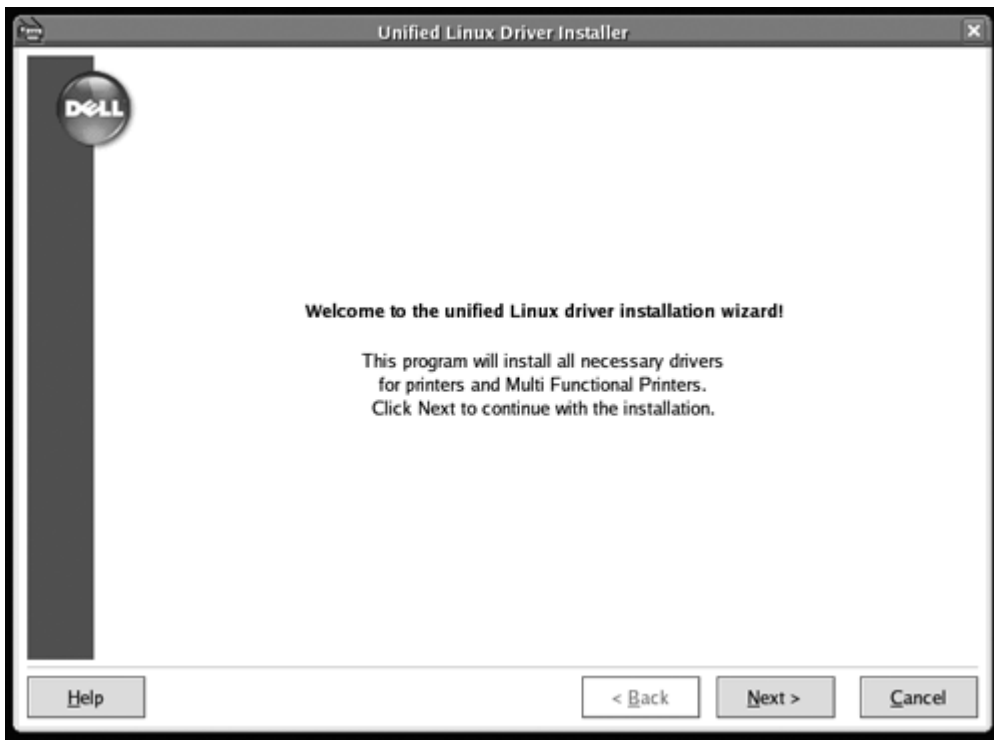 Unified Linux Driver Installer
DELL
Welcome to the unified Linux driver installation wizard!
This program will install all necessary drivers
for printers and Multi Functional Printers.
Click Next to continue with the installation.
Help
< Back
Next >
Cancel